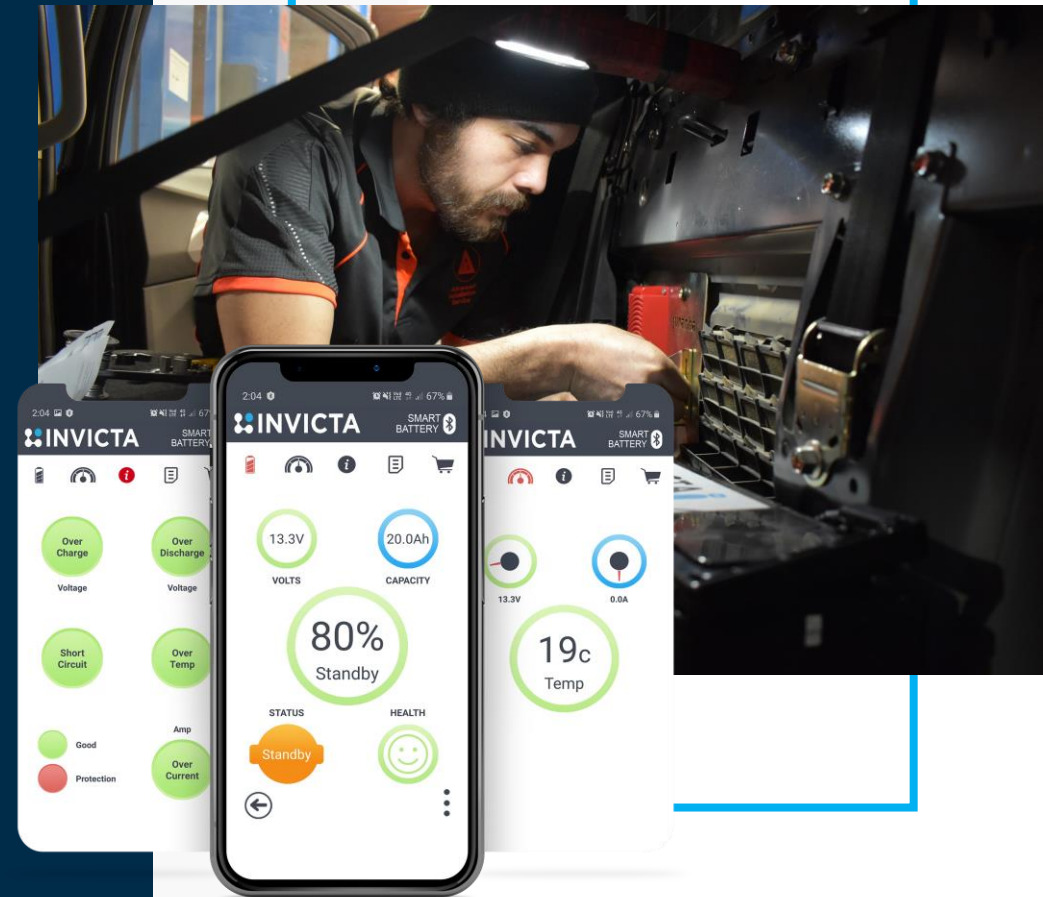 2:04
67%
INVICTA
SMART
BATTERY
Over
Charge
Voltage
Over
Discharge
Voltage
Short
Circuit
Over
Temp
Good
Protection
Amp
Over
Current
2:04
67%
INVICTA
SMART
BATTERY
13.3V
VOLTS
20.0Ah
CAPACITY
80%
Standby
STATUS
Standby
HEALTH
67%
INVICTA
SMART
BATTERY
13.3V
0.0A
19c
Temp